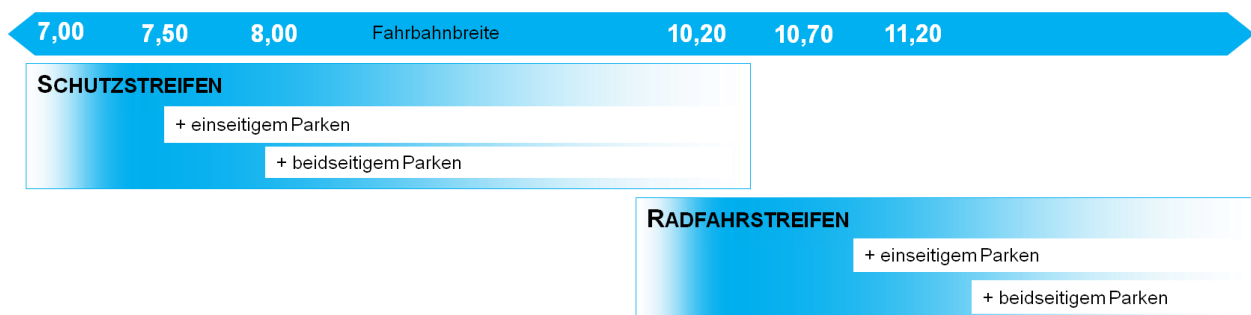 7,00 7,50 8,00 Fahrbahnbreite 10,20 10,70 11,20
SCHUTZSTREIFEN
+ einseitigem Parken
+ beidseitigem Parken
RADFAHRSTREIFEN
+ einseitigem Parken
+ beidseitigem Parken